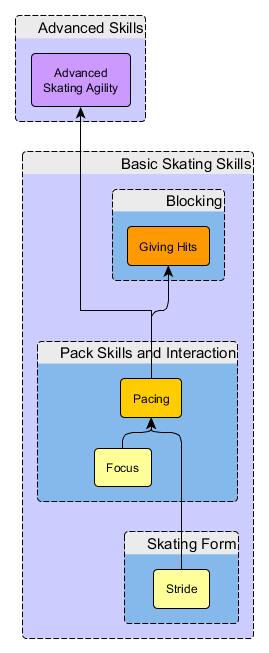 Advanced Skills
Advanced
Skating Agility
Basic Skating Skills
Blocking
Giving Hits
Pack Skills and Interaction
Pacing
Focus
Skating Form
Stride